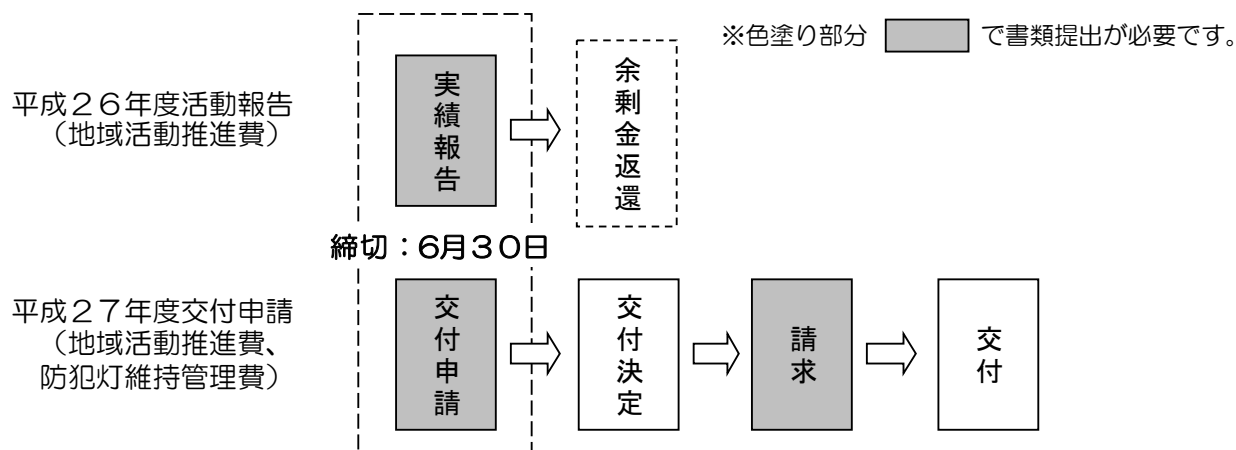 ※色塗り部分　　　で書類提出が必要です。
平成２６年度活動報告
（地域活動推進費）
実績報告
余剰金返還
締切：６月３０日
平成２７年度交付申請
（地域活動推進費、
防犯灯維持管理費）
交付申請
交付決定
請求
交付